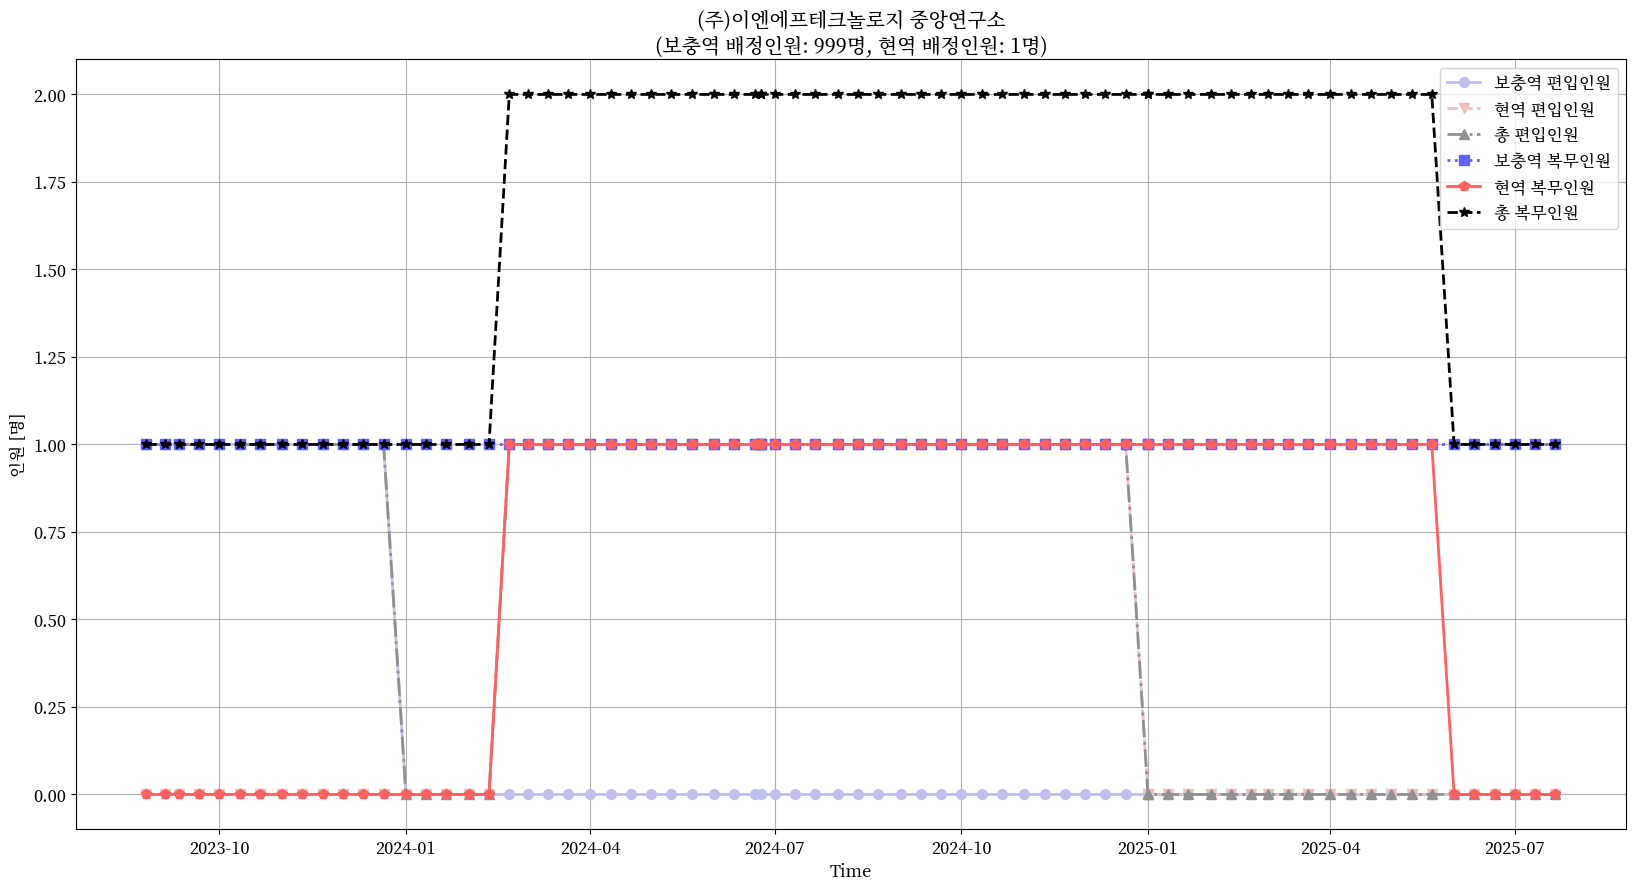 (주)이엔에프테크놀로지 중앙연구소
(보충역 배정인원: 999명, 현역 배정인원: 1명)
보충역 편입인원
현역 편입인원
총 편입인원
보충역 복무인원
현역 복무인원
총 복무인원
인원 [명]
2.00
1.75
1.50
1.25
1.00
0.75
0.50
0.25
0.00
2023-10
2024-01
2024-04
2024-07
2024-10
2025-01
2025-04
2025-07
Time